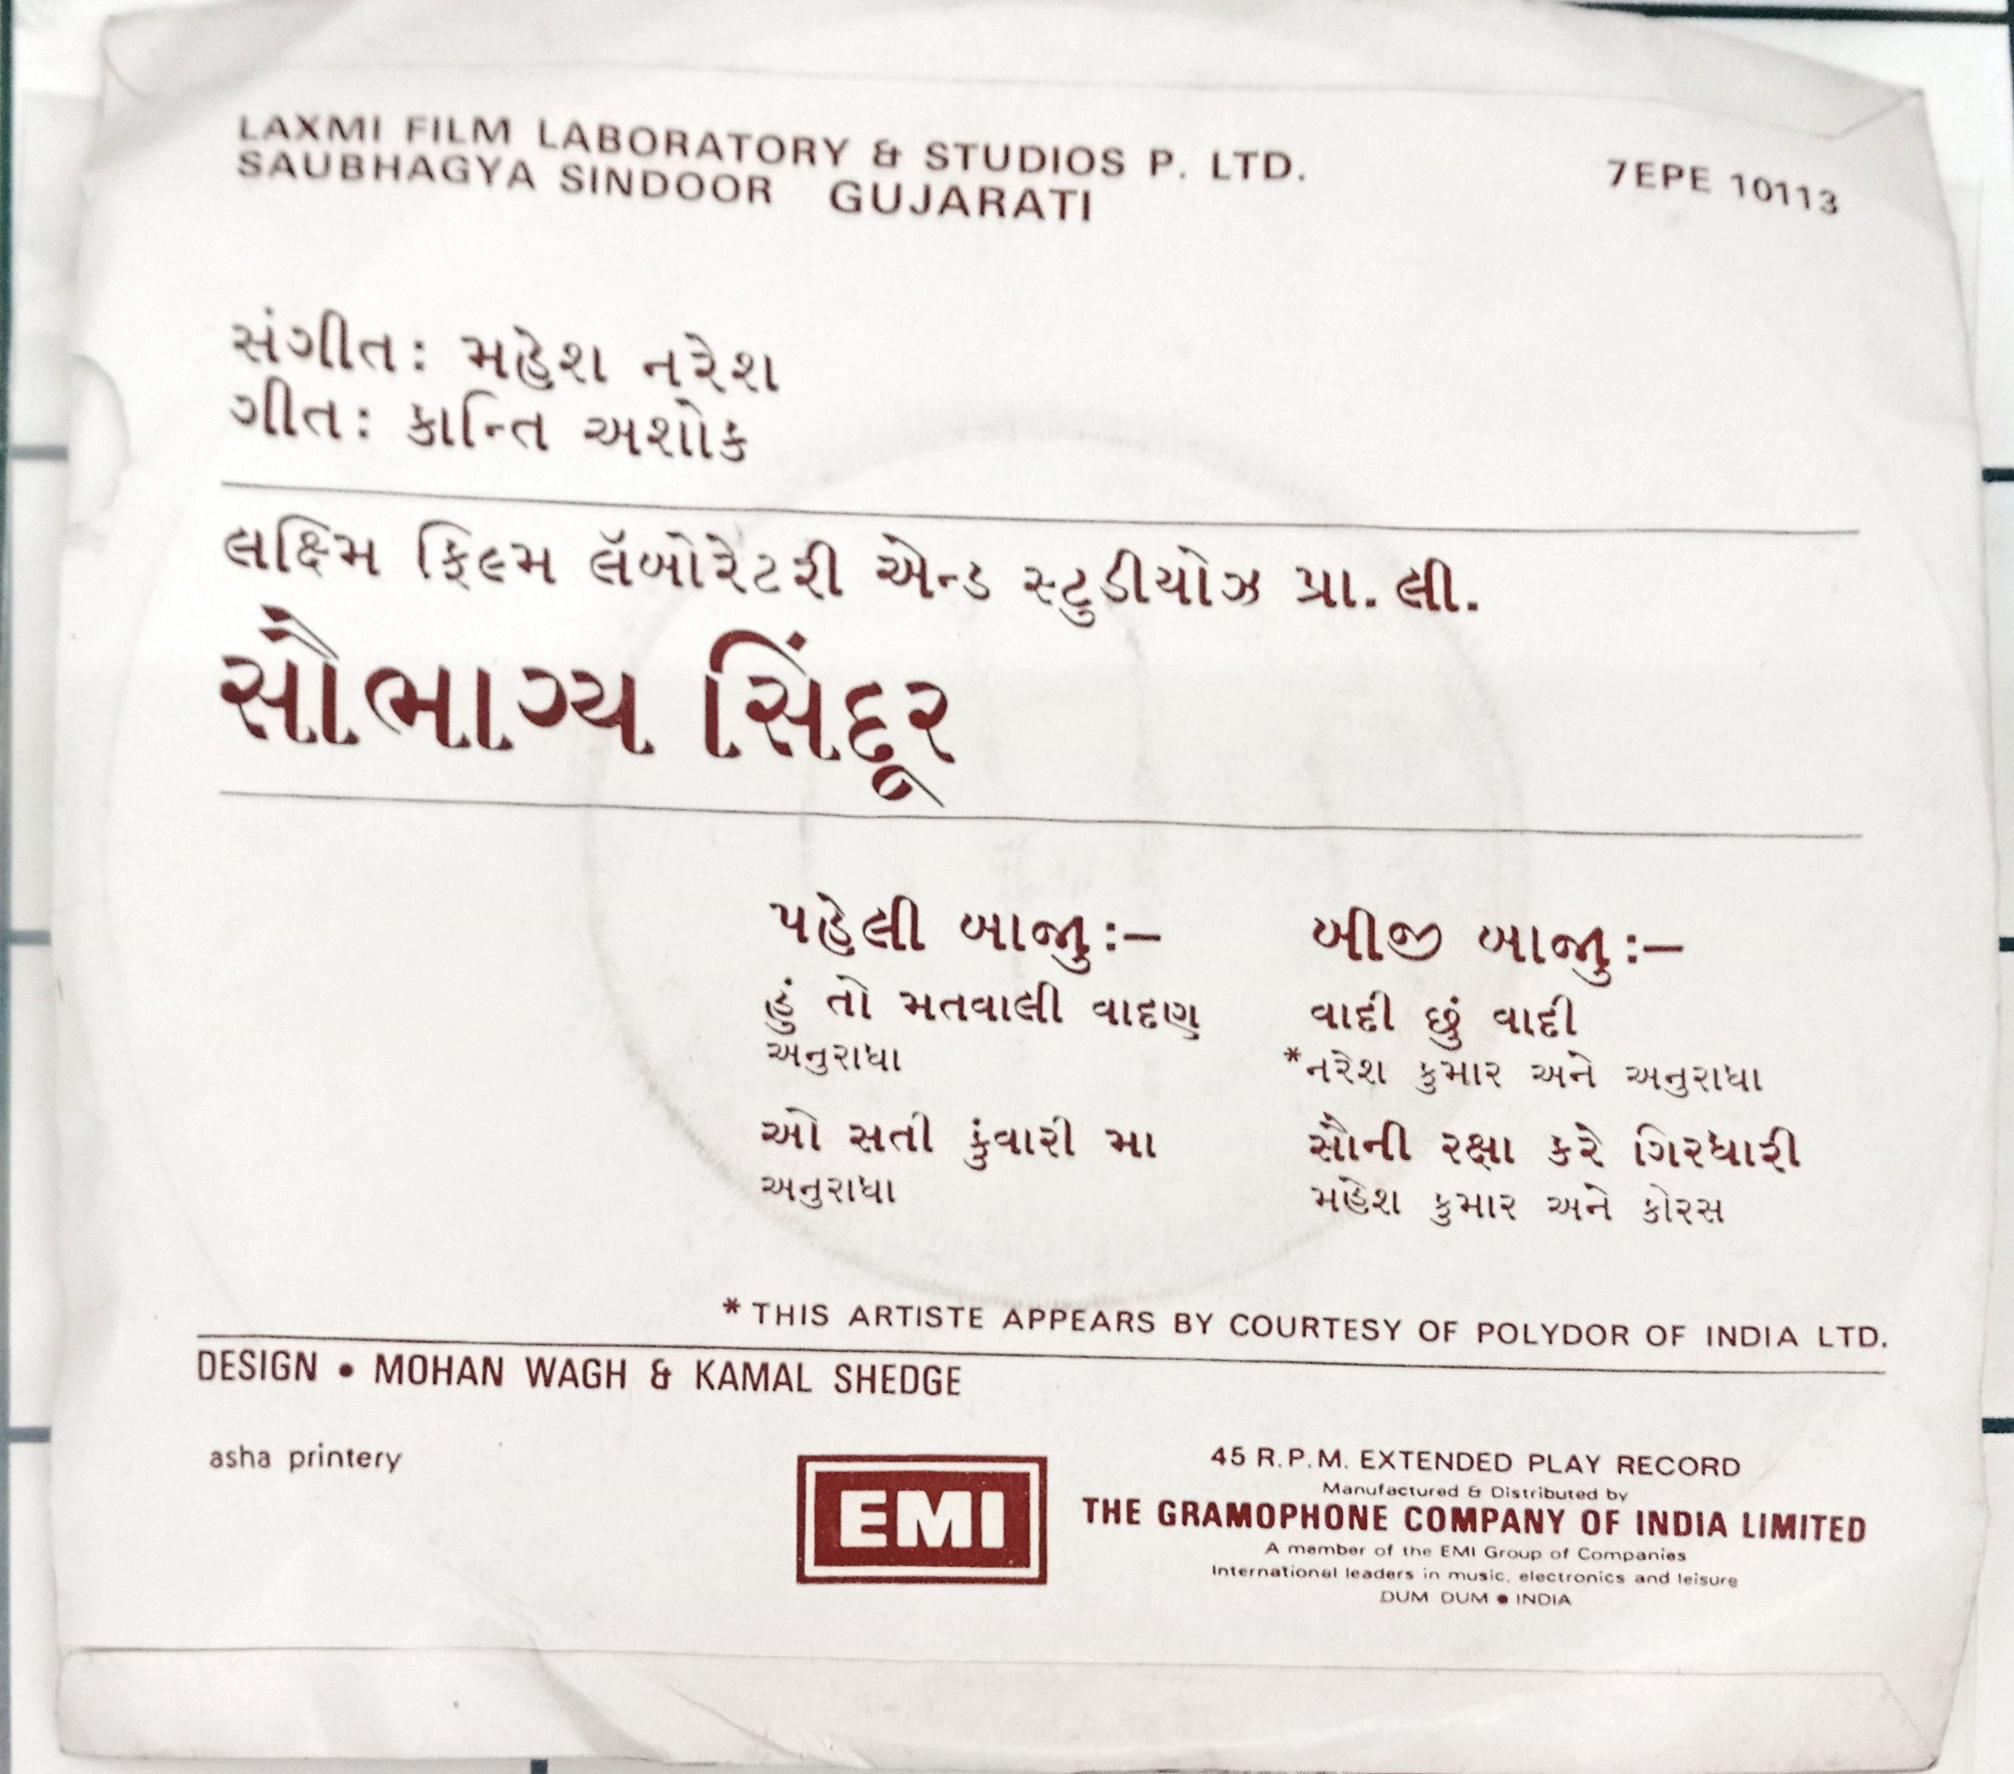 LAXMI FILM LABORATORY & STUDIOS P. LTD.
SAUBHAGYA SINDOOR GUJARATI
7EPE 10113
સંગીત: મહેશ નરેશ
ગીત: કાન્તિ અશોક
લક્ષ્મિ ફિલ્મ લૅબોરેટરી એન્ડ સ્ટુડીયોઝ પ્રા. લી.
સૌભાગ્ય સિંદૂર
પહેલી બાજુ :–
હું તો મતવાલી વાદણ
અનુરાધા
ઓ સતી કુંવારી મા
અનુરાધા
બીજી બાજુ :–
વાદી છું વાદી
*નરેશ કુમાર અને અનુરાધા
સૌની રક્ષા કરે ગિરધારી
મહેશ કુમાર અને કોરસ
* THIS ARTISTE APPEARS BY COURTESY OF POLYDOR OF INDIA LTD.
DESIGN • MOHAN WAGH & KAMAL SHEDGE
asha printery
EMI
45 R.P.M. EXTENDED PLAY RECORD
Manufactured & Distributed by
THE GRAMOPHONE COMPANY OF INDIA LIMITED
A member of the EMI Group of Companies
International leaders in music, electronics and leisure
DUM DUM • INDIA